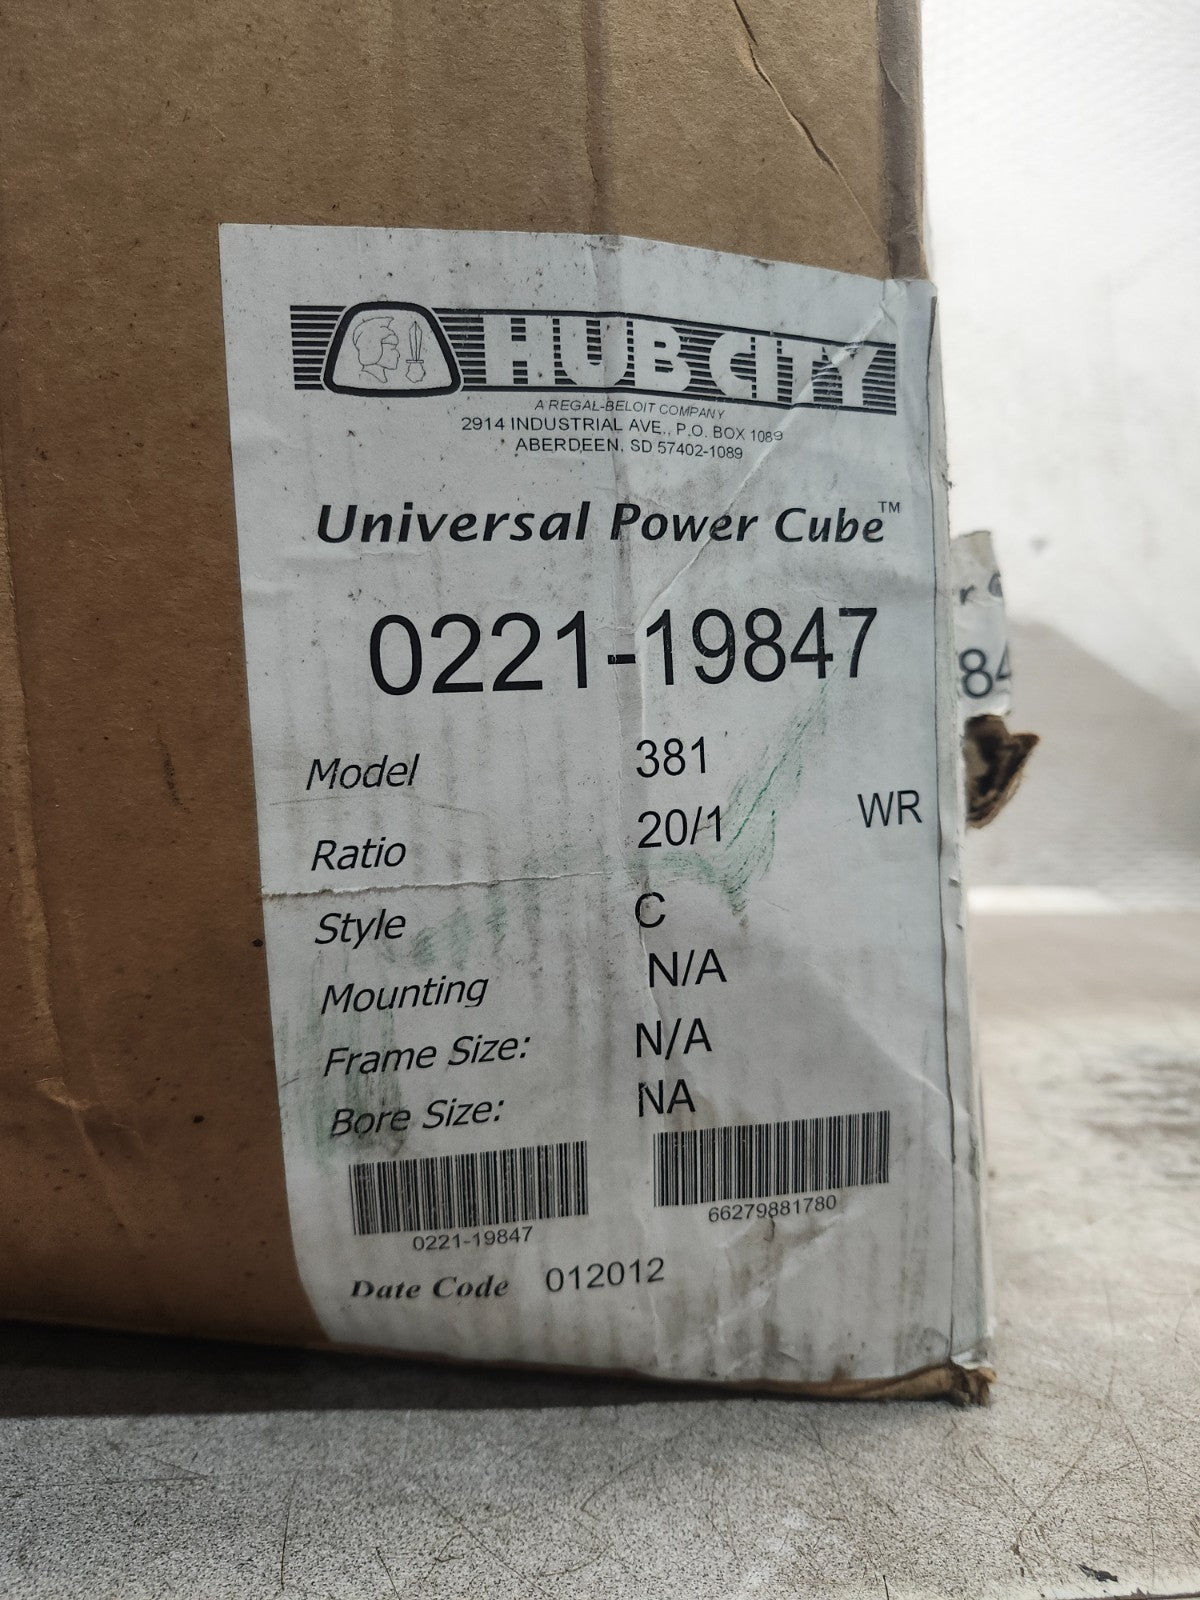 HUB CITY
A REGAL-BELOIT COMPANY
2914 INDUSTRIAL AVE., P.O. BOX 1089
ABERDEEN, SD 57402-1089
Universal Power Cube™
0221-19847
Model 381
Ratio 20/1 WR
Style C
Mounting N/A
Frame Size: N/A
Bore Size: NA
0221-19847 66279881780
Date Code 012012
84